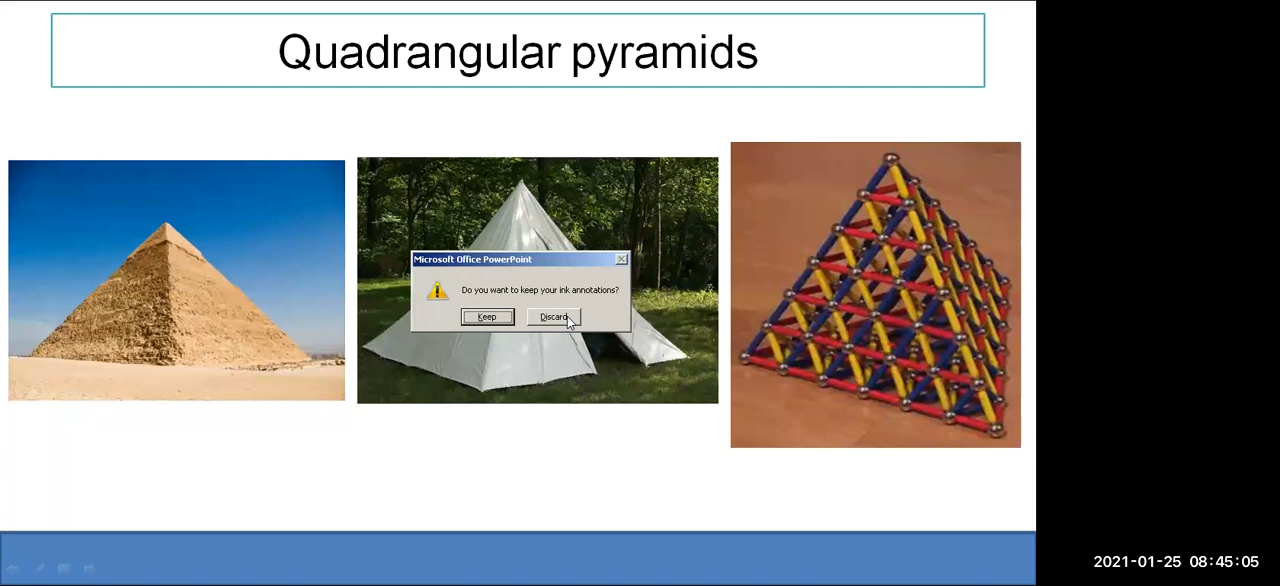 Quadrangular pyramids
Microsoft Office PowerPoint
Do you want to keep your ink annotations?
Keep
Discard
2021-01-25 08:45:05